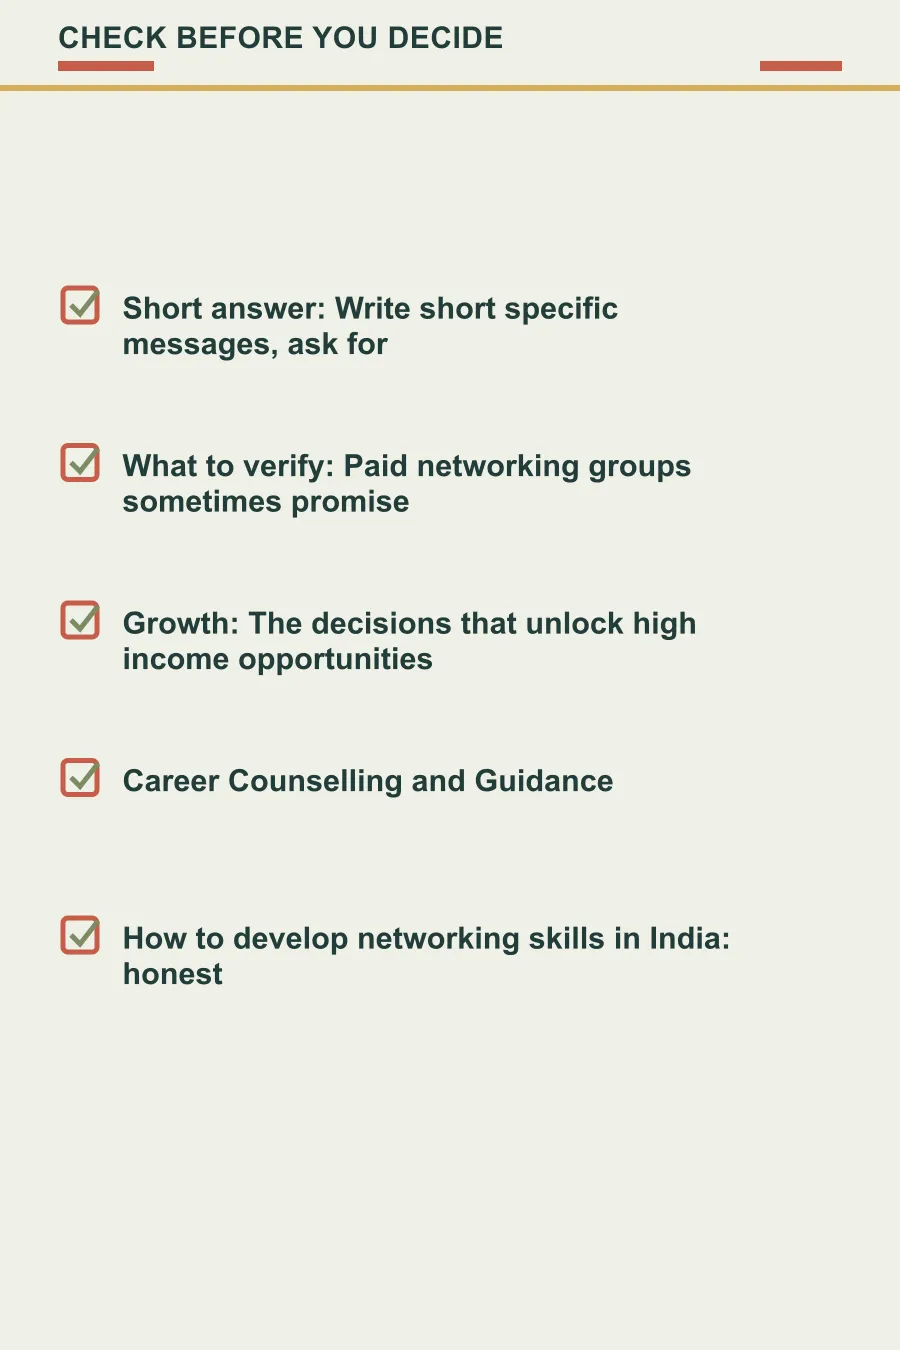 CHECK BEFORE YOU DECIDE
Short answer: Write short specific
messages, ask for
What to verify: Paid networking groups
sometimes promise
Growth: The decisions that unlock high
income opportunities
Career Counselling and Guidance
How to develop networking skills in India:
honest